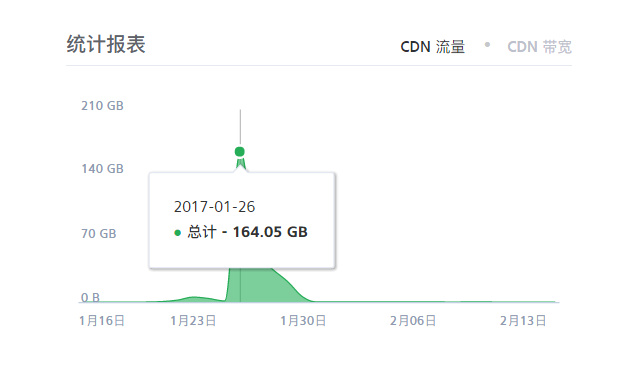 统计报表
CDN 流量 • CDN 带宽
210 GB
140 GB
2017-01-26
● 总计 - 164.05 GB
70 GB
0 B
1月16日 1月23日 1月30日 2月06日 2月13日